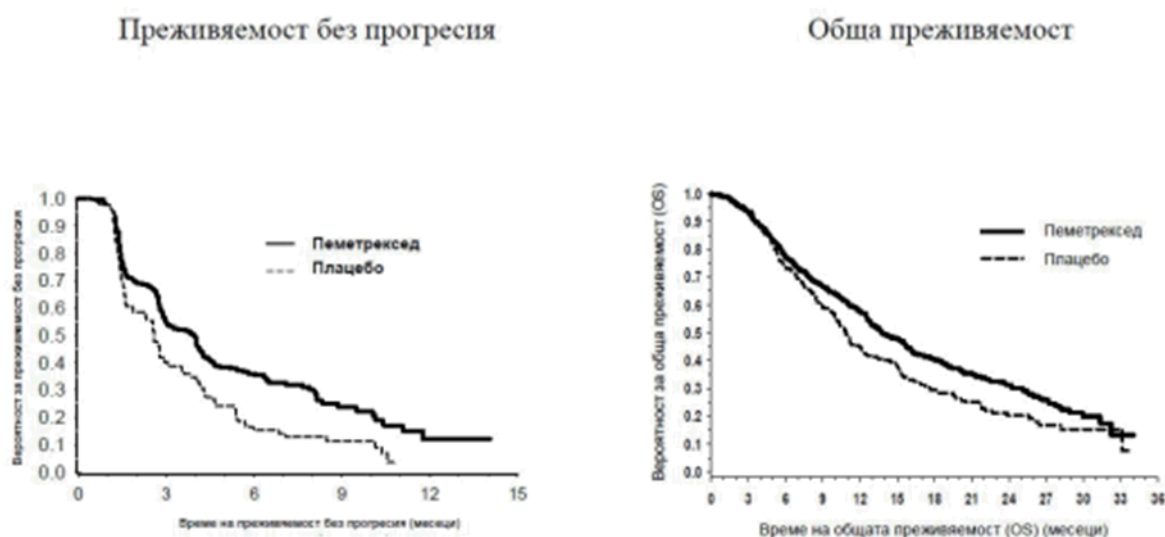 Преживяемост без прогресия
Обща преживяемост
Вероятност за преживяемост без прогресия
1.0
0.9
0.8
0.7
0.6
0.5
0.4
0.3
0.2
0.1
0.0
Пеметрексед
Плацебо
0 3 6 9 12 15
Време на преживяемост без прогресия (месеци)
Вероятност за обща преживяемост (OS)
1.0
0.9
0.8
0.7
0.6
0.5
0.4
0.3
0.2
0.1
0.0
Пеметрексед
Плацебо
0 3 6 9 12 15 18 21 24 27 30 33 36
Време на общата преживяемост (OS) (месеци)